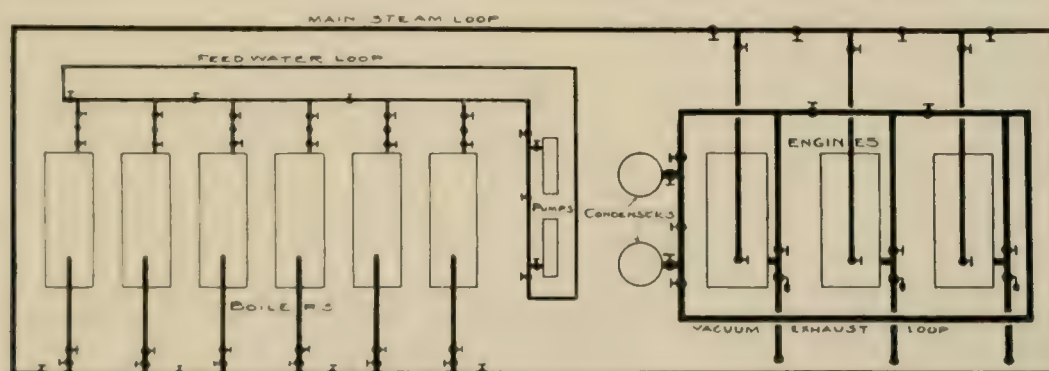 MAIN STEAM LOOP
FEED WATER LOOP
ENGINES
PUMPS
CONDENSERS
BOILERS
VACUUM EXHAUST LOOP